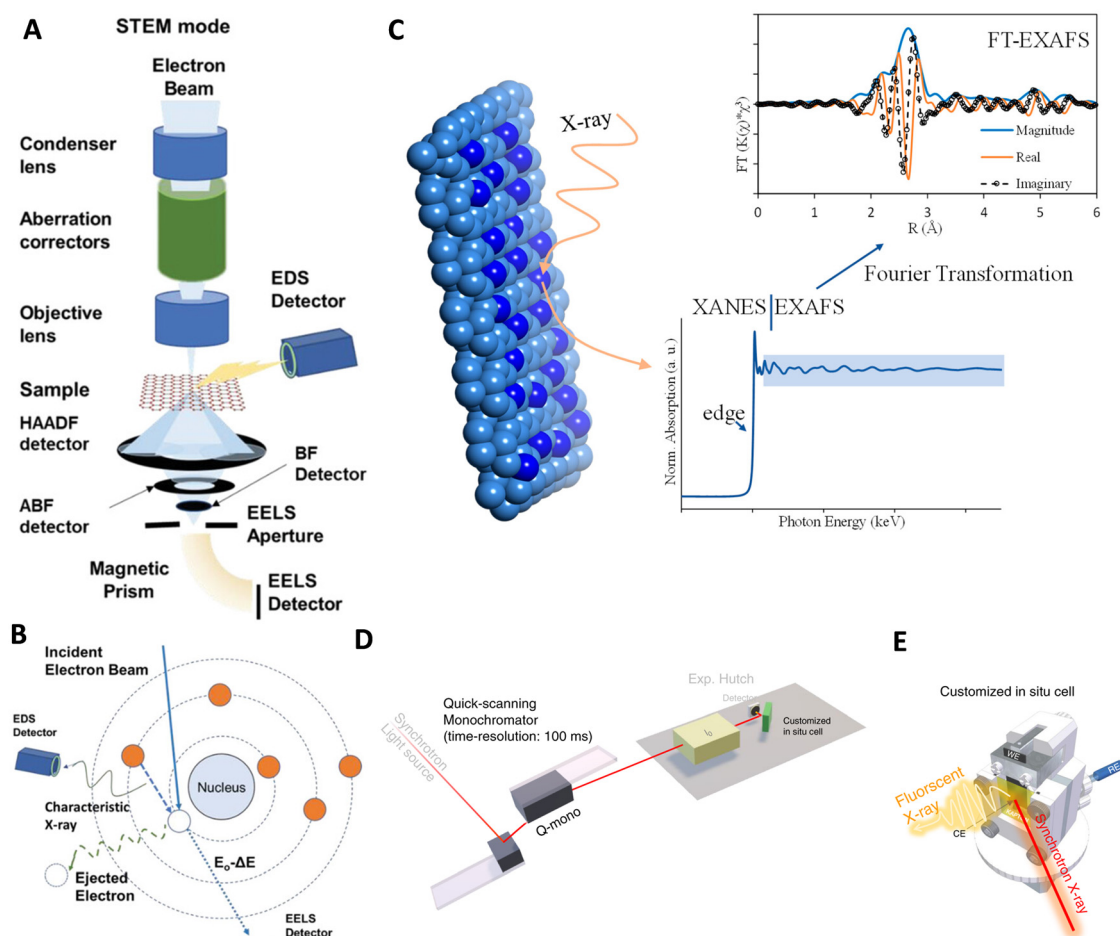 A
STEM mode
Electron
Beam
Condenser
lens
Aberration
correctors
Objective
lens
EDS
Detector
Sample
HAADF
detector
BF
Detector
ABF
detector
EELS
Aperture
Magnetic
Prism
EELS
Detector
B
Incident
Electron Beam
EDS
Detector
Nucleus
Characteristic
X-ray
E₀-ΔE
Ejected
Electron
EELS
Detector
C
X-ray
FT-EXAFS
FT (K(χ)*χ³)
Magnitude
Real
Imaginary
0 1 2 3 4 5 6
R (Å)
Fourier Transformation
XANES EXAFS
Norm. Absorption (a. u.)
edge
Photon Energy (keV)
D
Quick-scanning
Monochromator
(time-resolution: 100 ms)
Synchrotron
Light source
Q-mono
Exp. Hutch
Detector
I₀
Customized
in situ cell
E
Customized in situ cell
WE
RE
Fluorscent
X-ray
CE
Synchrotron X-ray